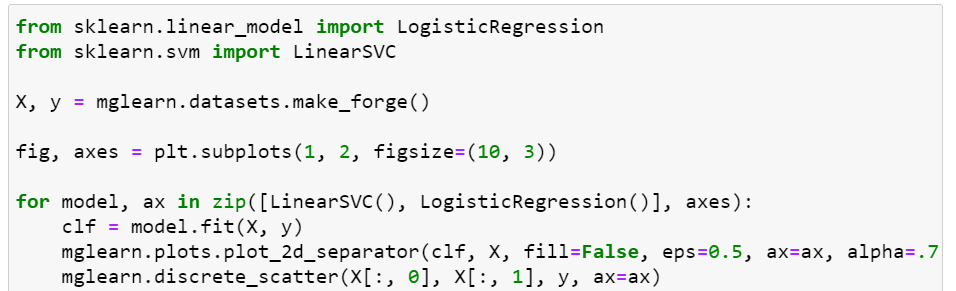 from sklearn.linear_model import LogisticRegression
from sklearn.svm import LinearSVC
X, y = mglearn.datasets.make_forge()
fig, axes = plt.subplots(1, 2, figsize=(10, 3))
for model, ax in zip([LinearSVC(), LogisticRegression()], axes):
    clf = model.fit(X, y)
    mglearn.plots.plot_2d_separator(clf, X, fill=False, eps=0.5, ax=ax, alpha=.7
    mglearn.discrete_scatter(X[:, 0], X[:, 1], y, ax=ax)